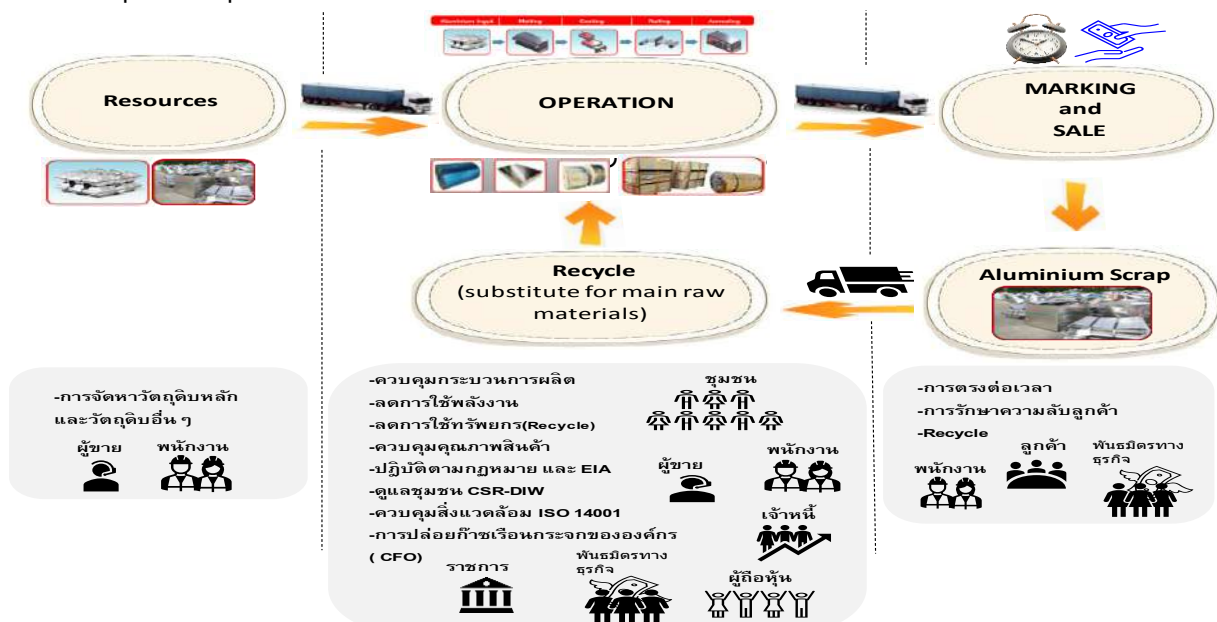 Aluminium Ingot Melting Casting Rolling Annealing
Resources
OPERATION
MARKING
and
SALE
Recycle
(substitute for main raw
materials)
Aluminium Scrap
-การจัดหาวัตถุดิบหลัก
และวัตถุดิบอื่น ๆ
ผู้ขาย
พนักงาน
-ควบคุมกระบวนการผลิต
-ลดการใช้พลังงาน
-ลดการใช้ทรัพยกร(Recycle)
-ควบคุมคุณภาพสินค้า
-ปฏิบัติตามกฎหมาย และ EIA
-ดูแลชุมชน CSR-DIW
-ควบคุมสิ่งแวดล้อม ISO 14001
-การปล่อยก๊าซเรือนกระจกขององค์กร
( CFO)
ชุมชน
ผู้ขาย
พนักงาน
เจ้าหนี้
ราชการ
พันธมิตรทาง
ธุรกิจ
ผู้ถือหุ้น
-การตรงต่อเวลา
-การรักษาความลับลูกค้า
-Recycle
พนักงาน
ลูกค้า
พันธมิตรทาง
ธุรกิจ